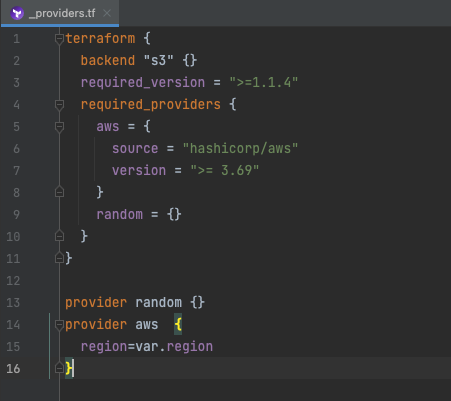 _providers.tf
1 terraform {
2   backend "s3" {}
3   required_version = ">=1.1.4"
4   required_providers {
5     aws = {
6       source = "hashicorp/aws"
7       version = ">= 3.69"
8     }
9     random = {}
10   }
11 }
12
13 provider random {}
14 provider aws  {
15   region=var.region
16 }